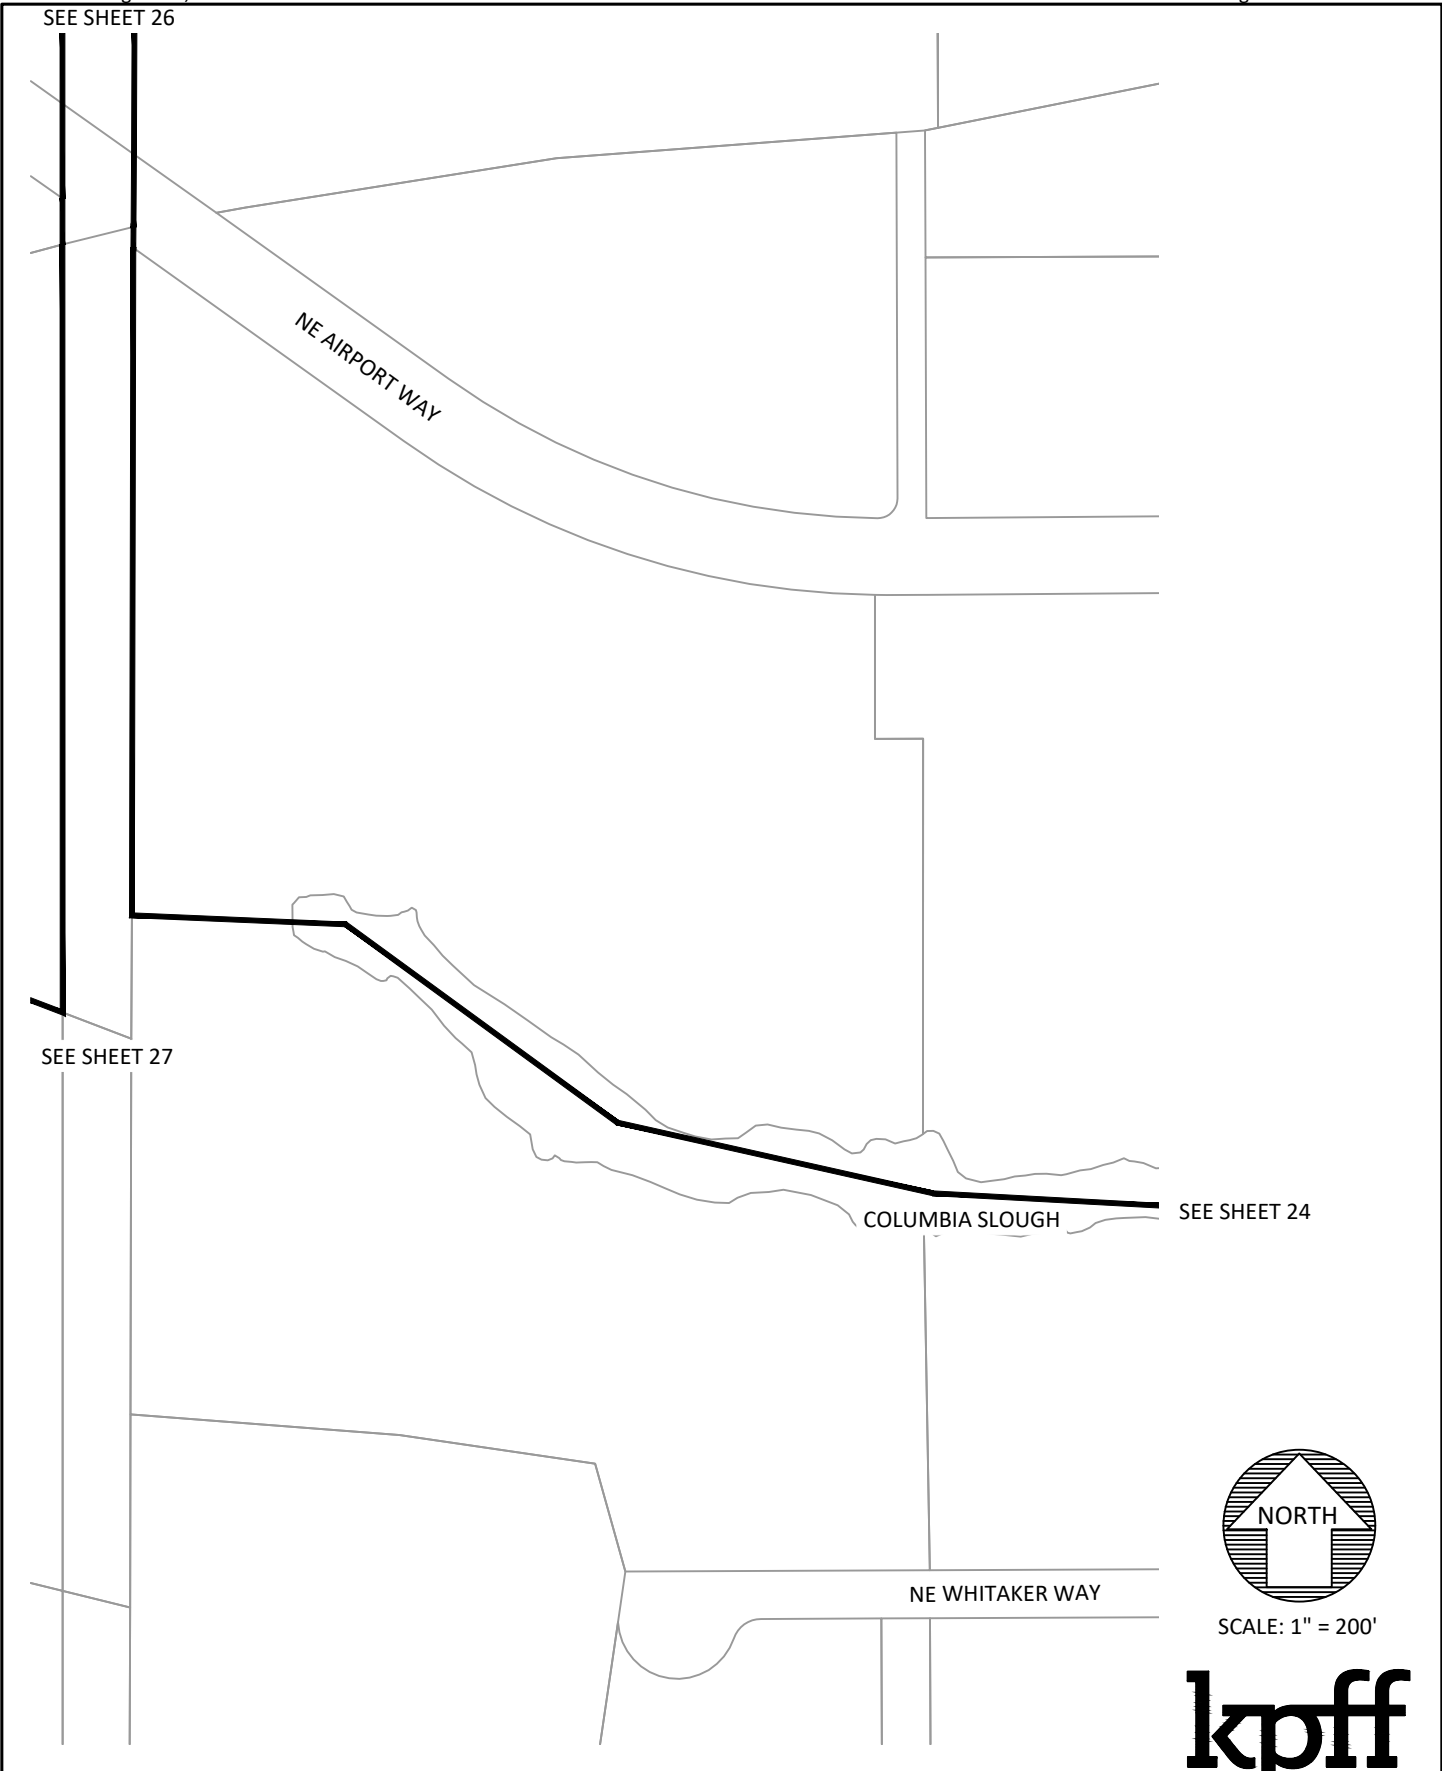 SEE SHEET 26
NE AIRPORT WAY
SEE SHEET 27
COLUMBIA SLOUGH
SEE SHEET 24
NORTH
NE WHITAKER WAY
SCALE: 1" = 200'
kpff